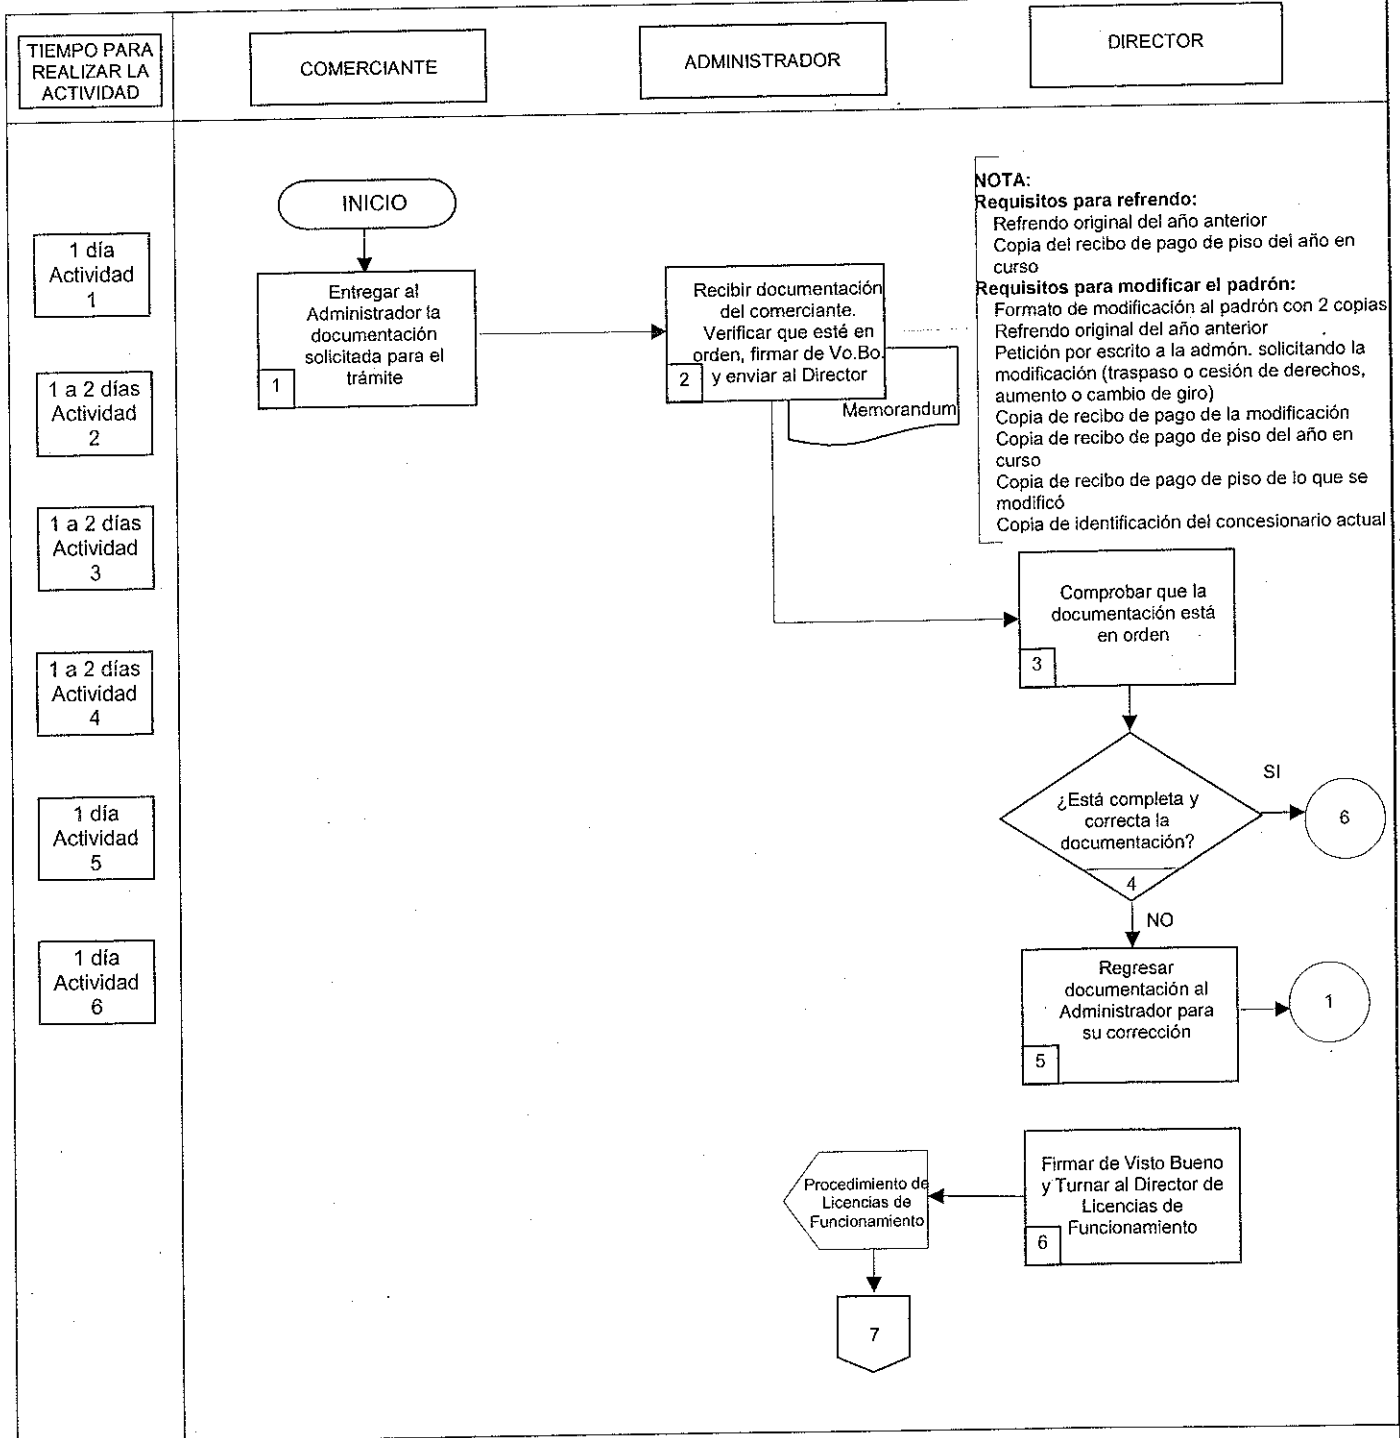 TIEMPO PARA
REALIZAR LA
ACTIVIDAD
COMERCIANTE
ADMINISTRADOR
DIRECTOR
1 día
Actividad
1
1 a 2 días
Actividad
2
1 a 2 días
Actividad
3
1 a 2 días
Actividad
4
1 día
Actividad
5
1 día
Actividad
6
INICIO
Entregar al
Administrador la
documentación
solicitada para el
trámite
1
Recibir documentación
del comerciante.
Verificar que esté en
orden, firmar de Vo.Bo.
y enviar al Director
2
Memorandum
NOTA:
Requisitos para refrendo:
Refrendo original del año anterior
Copia del recibo de pago de piso del año en
curso
Requisitos para modificar el padrón:
Formato de modificación al padrón con 2 copias
Refrendo original del año anterior
Petición por escrito a la admón. solicitando la
modificación (traspaso o cesión de derechos,
aumento o cambio de giro)
Copia de recibo de pago de la modificación
Copia de recibo de pago de piso del año en
curso
Copia de recibo de pago de piso de lo que se
modificó
Copia de identificación del concesionario actual
Comprobar que la
documentación está
en orden
3
¿Está completa y
correcta la
documentación?
4
SI
6
NO
Regresar
documentación al
Administrador para
su corrección
5
1
Firmar de Visto Bueno
y Turnar al Director de
Licencias de
Funcionamiento
6
Procedimiento de
Licencias de
Funcionamiento
7